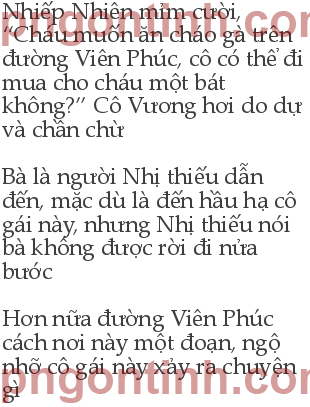 Nhiếp Nhiên mỉm cười,
“Cháu muốn ăn cháo gà trên
đường Viên Phúc, cô có thể đi
mua cho cháu một bát
không?” Cô Vương hơi do dự
và chần chừ
Bà là người Nhị thiếu dẫn
đến, mặc dù là đến hầu hạ cô
gái này, nhưng Nhị thiếu nói
bà không được rời đi nửa
bước
Hơn nữa đường Viên Phúc
cách nơi này một đoạn, ngộ
nhỡ cô gái này xảy ra chuyện
gì